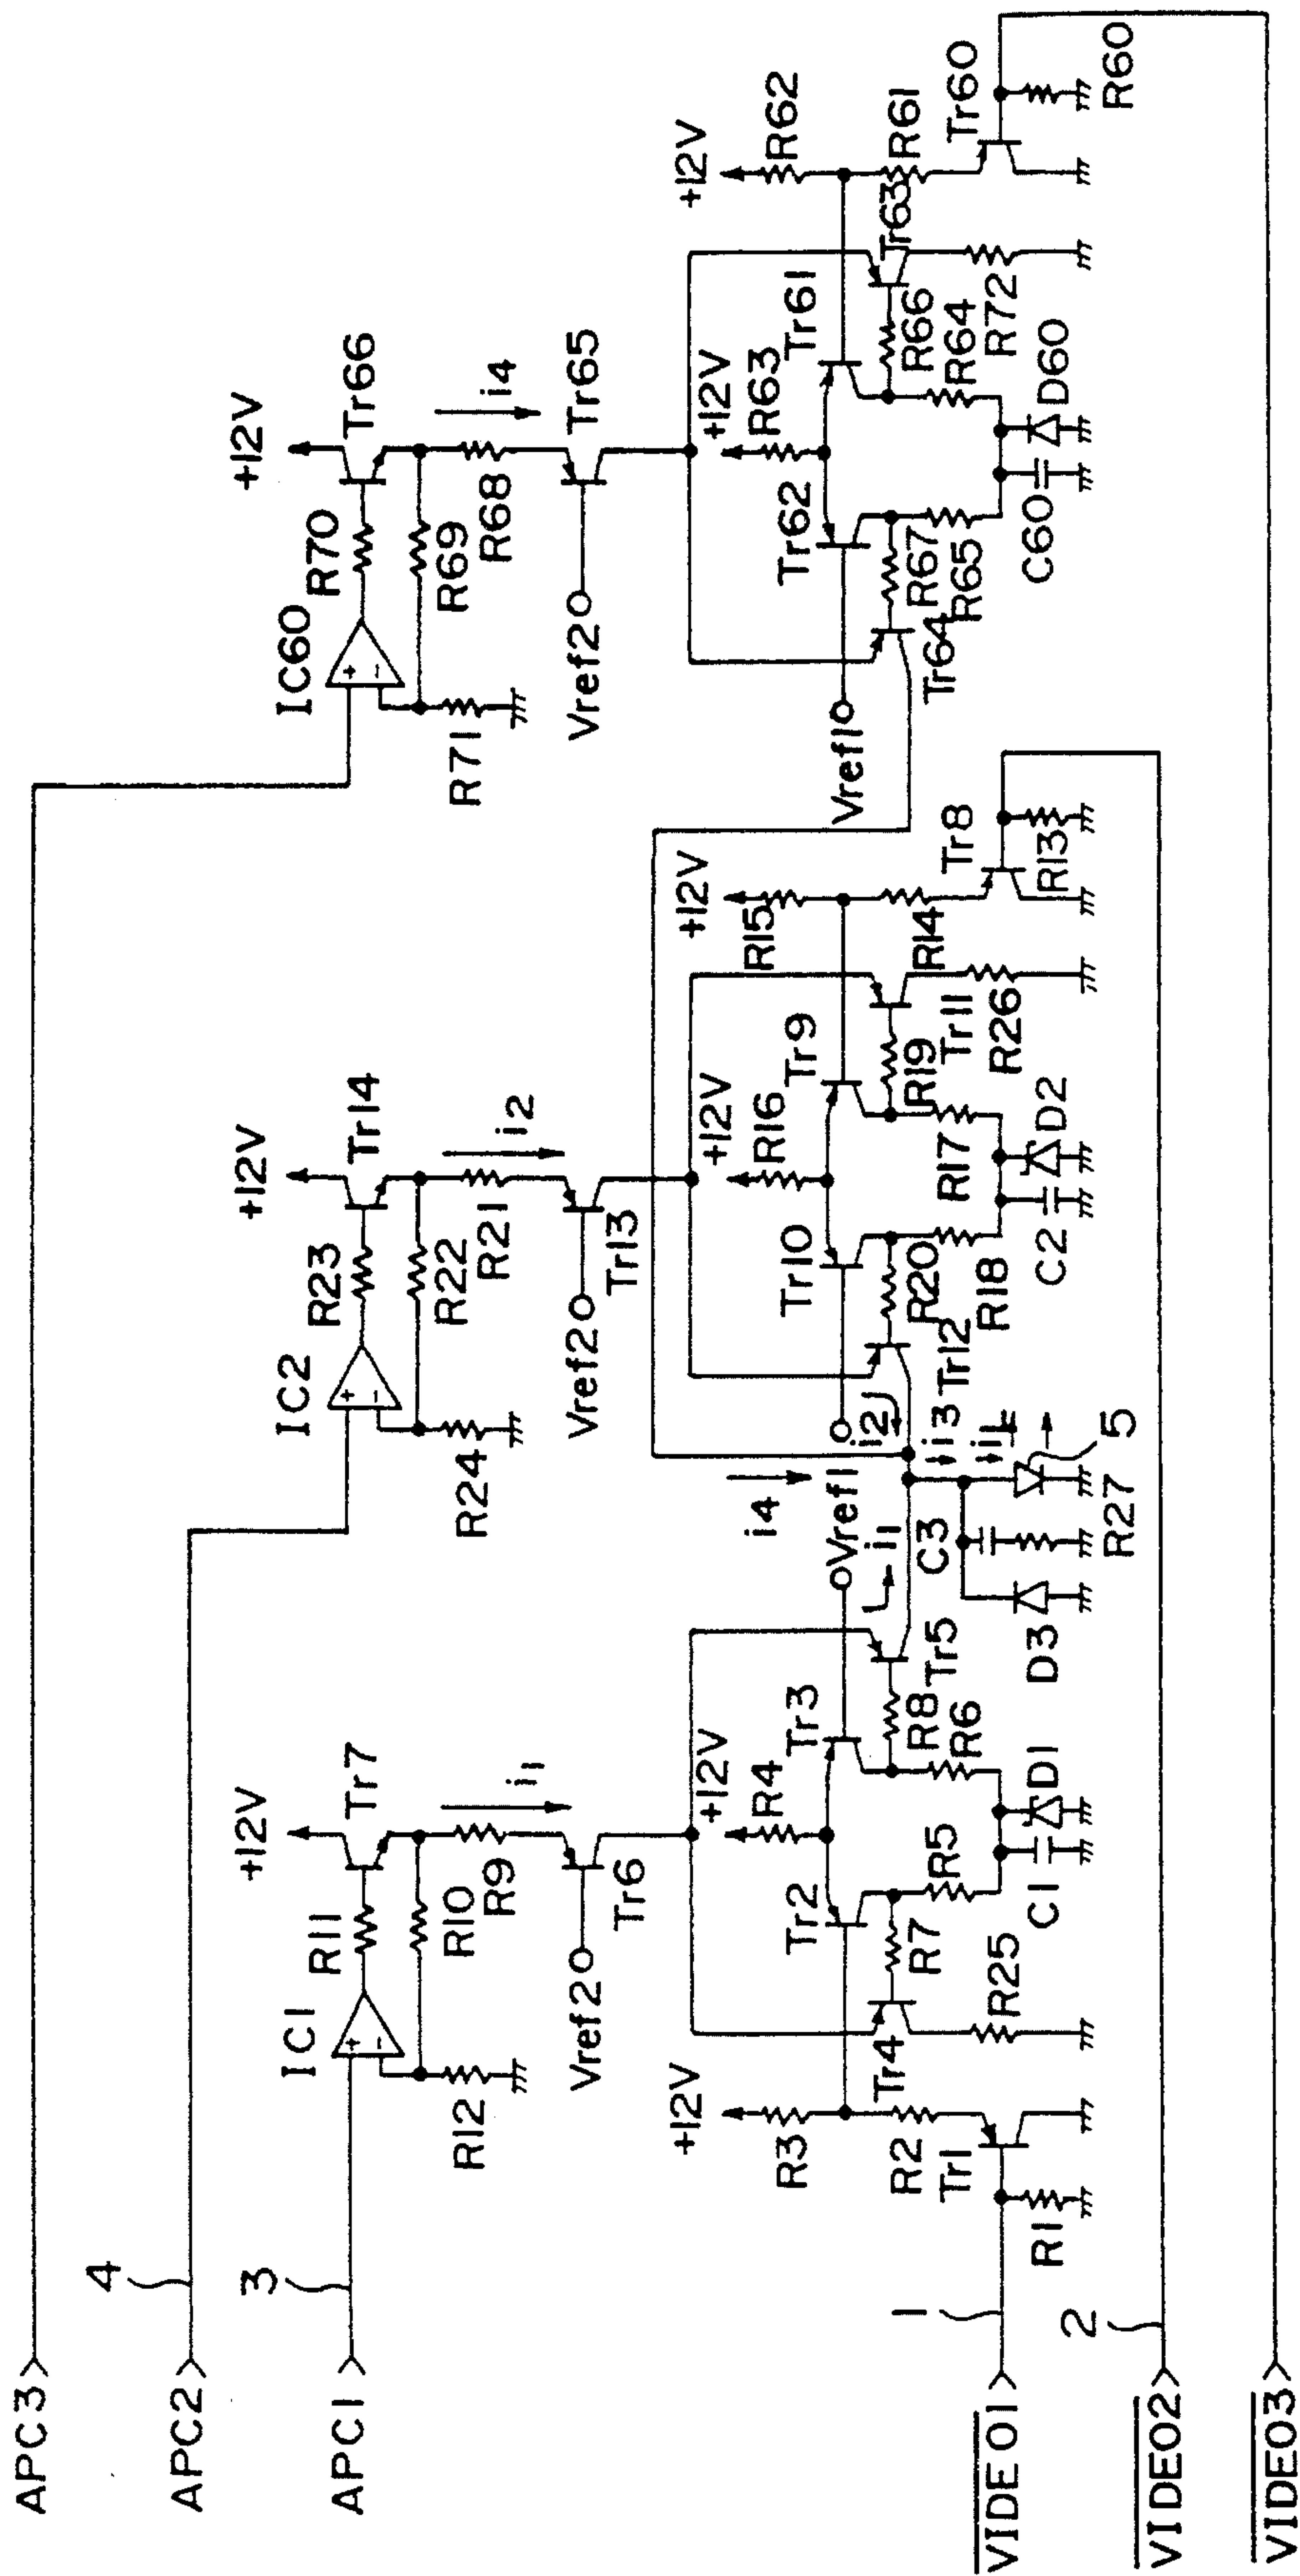 APC3
APC2
APC1
4
3
IC1
R12
R11
R10
R9
Tr7
+12V
i1
Vref2
Tr6
IC2
R24
R23
R22
R21
Tr14
+12V
i2
Vref2
Tr13
IC60
R71
R70
R69
R68
Tr66
+12V
i4
Vref2
Tr65
+12V
R3
R2
Tr1
R1
Tr4
R25
R7
Tr2
R5
C1
D1
+12V
R4
Tr3
R6
R8
Tr5
Vref1
i1
i4
i2
i3
i1
D3
C3
R27
5
Tr12
R20
R18
Tr10
C2
D2
R17
+12V
R16
Tr9
R19
Tr11
R26
+12V
R15
R14
Tr8
R13
Vref1
Tr64
R67
R65
Tr62
C60
D60
+12V
R63
Tr61
R64
R66
R72
Tr63
+12V
R62
R61
Tr60
R60
1
2
VIDEO1
VIDEO2
VIDEO3